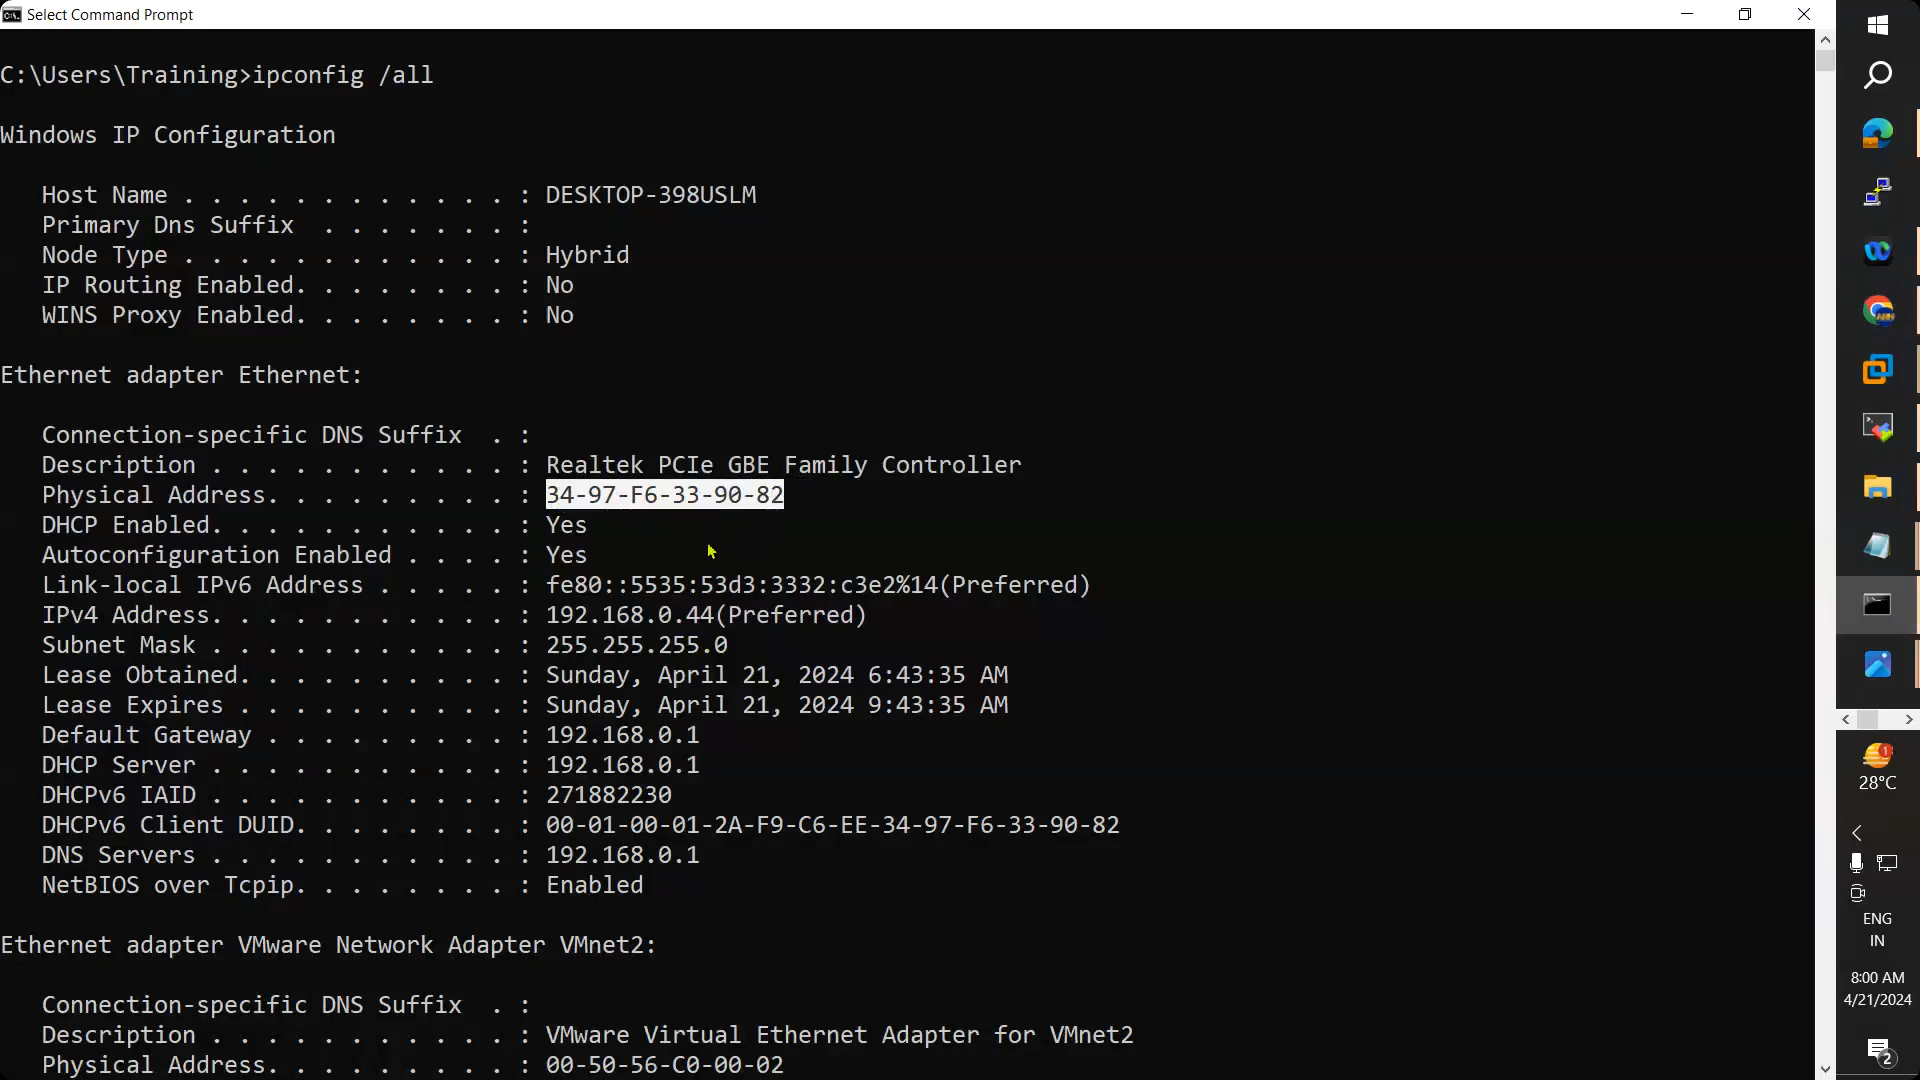 Select Command Prompt
C:\Users\Training>ipconfig /all
Windows IP Configuration
Host Name . . . . . . . . . . . . : DESKTOP-398USLM
Primary Dns Suffix  . . . . . . . :
Node Type . . . . . . . . . . . . : Hybrid
IP Routing Enabled. . . . . . . . : No
WINS Proxy Enabled. . . . . . . . : No
Ethernet adapter Ethernet:
Connection-specific DNS Suffix  . :
Description . . . . . . . . . . . : Realtek PCIe GBE Family Controller
Physical Address. . . . . . . . . : 34-97-F6-33-90-82
DHCP Enabled. . . . . . . . . . . : Yes
Autoconfiguration Enabled . . . . : Yes
Link-local IPv6 Address . . . . . : fe80::5535:53d3:3332:c3e2%14(Preferred)
IPv4 Address. . . . . . . . . . . : 192.168.0.44(Preferred)
Subnet Mask . . . . . . . . . . . : 255.255.255.0
Lease Obtained. . . . . . . . . . : Sunday, April 21, 2024 6:43:35 AM
Lease Expires . . . . . . . . . . : Sunday, April 21, 2024 9:43:35 AM
Default Gateway . . . . . . . . . : 192.168.0.1
DHCP Server . . . . . . . . . . . : 192.168.0.1
DHCPv6 IAID . . . . . . . . . . . : 271882230
DHCPv6 Client DUID. . . . . . . . : 00-01-00-01-2A-F9-C6-EE-34-97-F6-33-90-82
DNS Servers . . . . . . . . . . . : 192.168.0.1
NetBIOS over Tcpip. . . . . . . . : Enabled
Ethernet adapter VMware Network Adapter VMnet2:
Connection-specific DNS Suffix  . :
Description . . . . . . . . . . . : VMware Virtual Ethernet Adapter for VMnet2
Physical Address. . . . . . . . . : 00-50-56-C0-00-02
1
28°C
ENG
IN
8:00 AM
4/21/2024
2